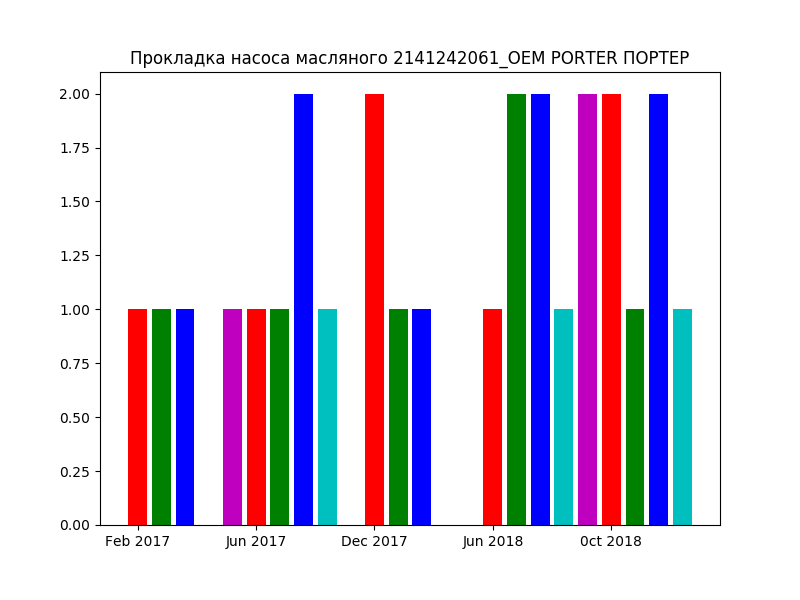 Прокладка насоса масляного 2141242061_OEM PORTER ПОРТЕР
2.00
1.75
1.50
1.25
1.00
0.75
0.50
0.25
0.00
Feb 2017
Jun 2017
Dec 2017
Jun 2018
Oct 2018